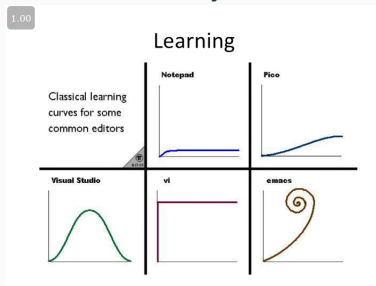 1.00
Learning
Classical learning
curves for some
common editors
Notepad
Pico
Visual Studio
vi
emacs